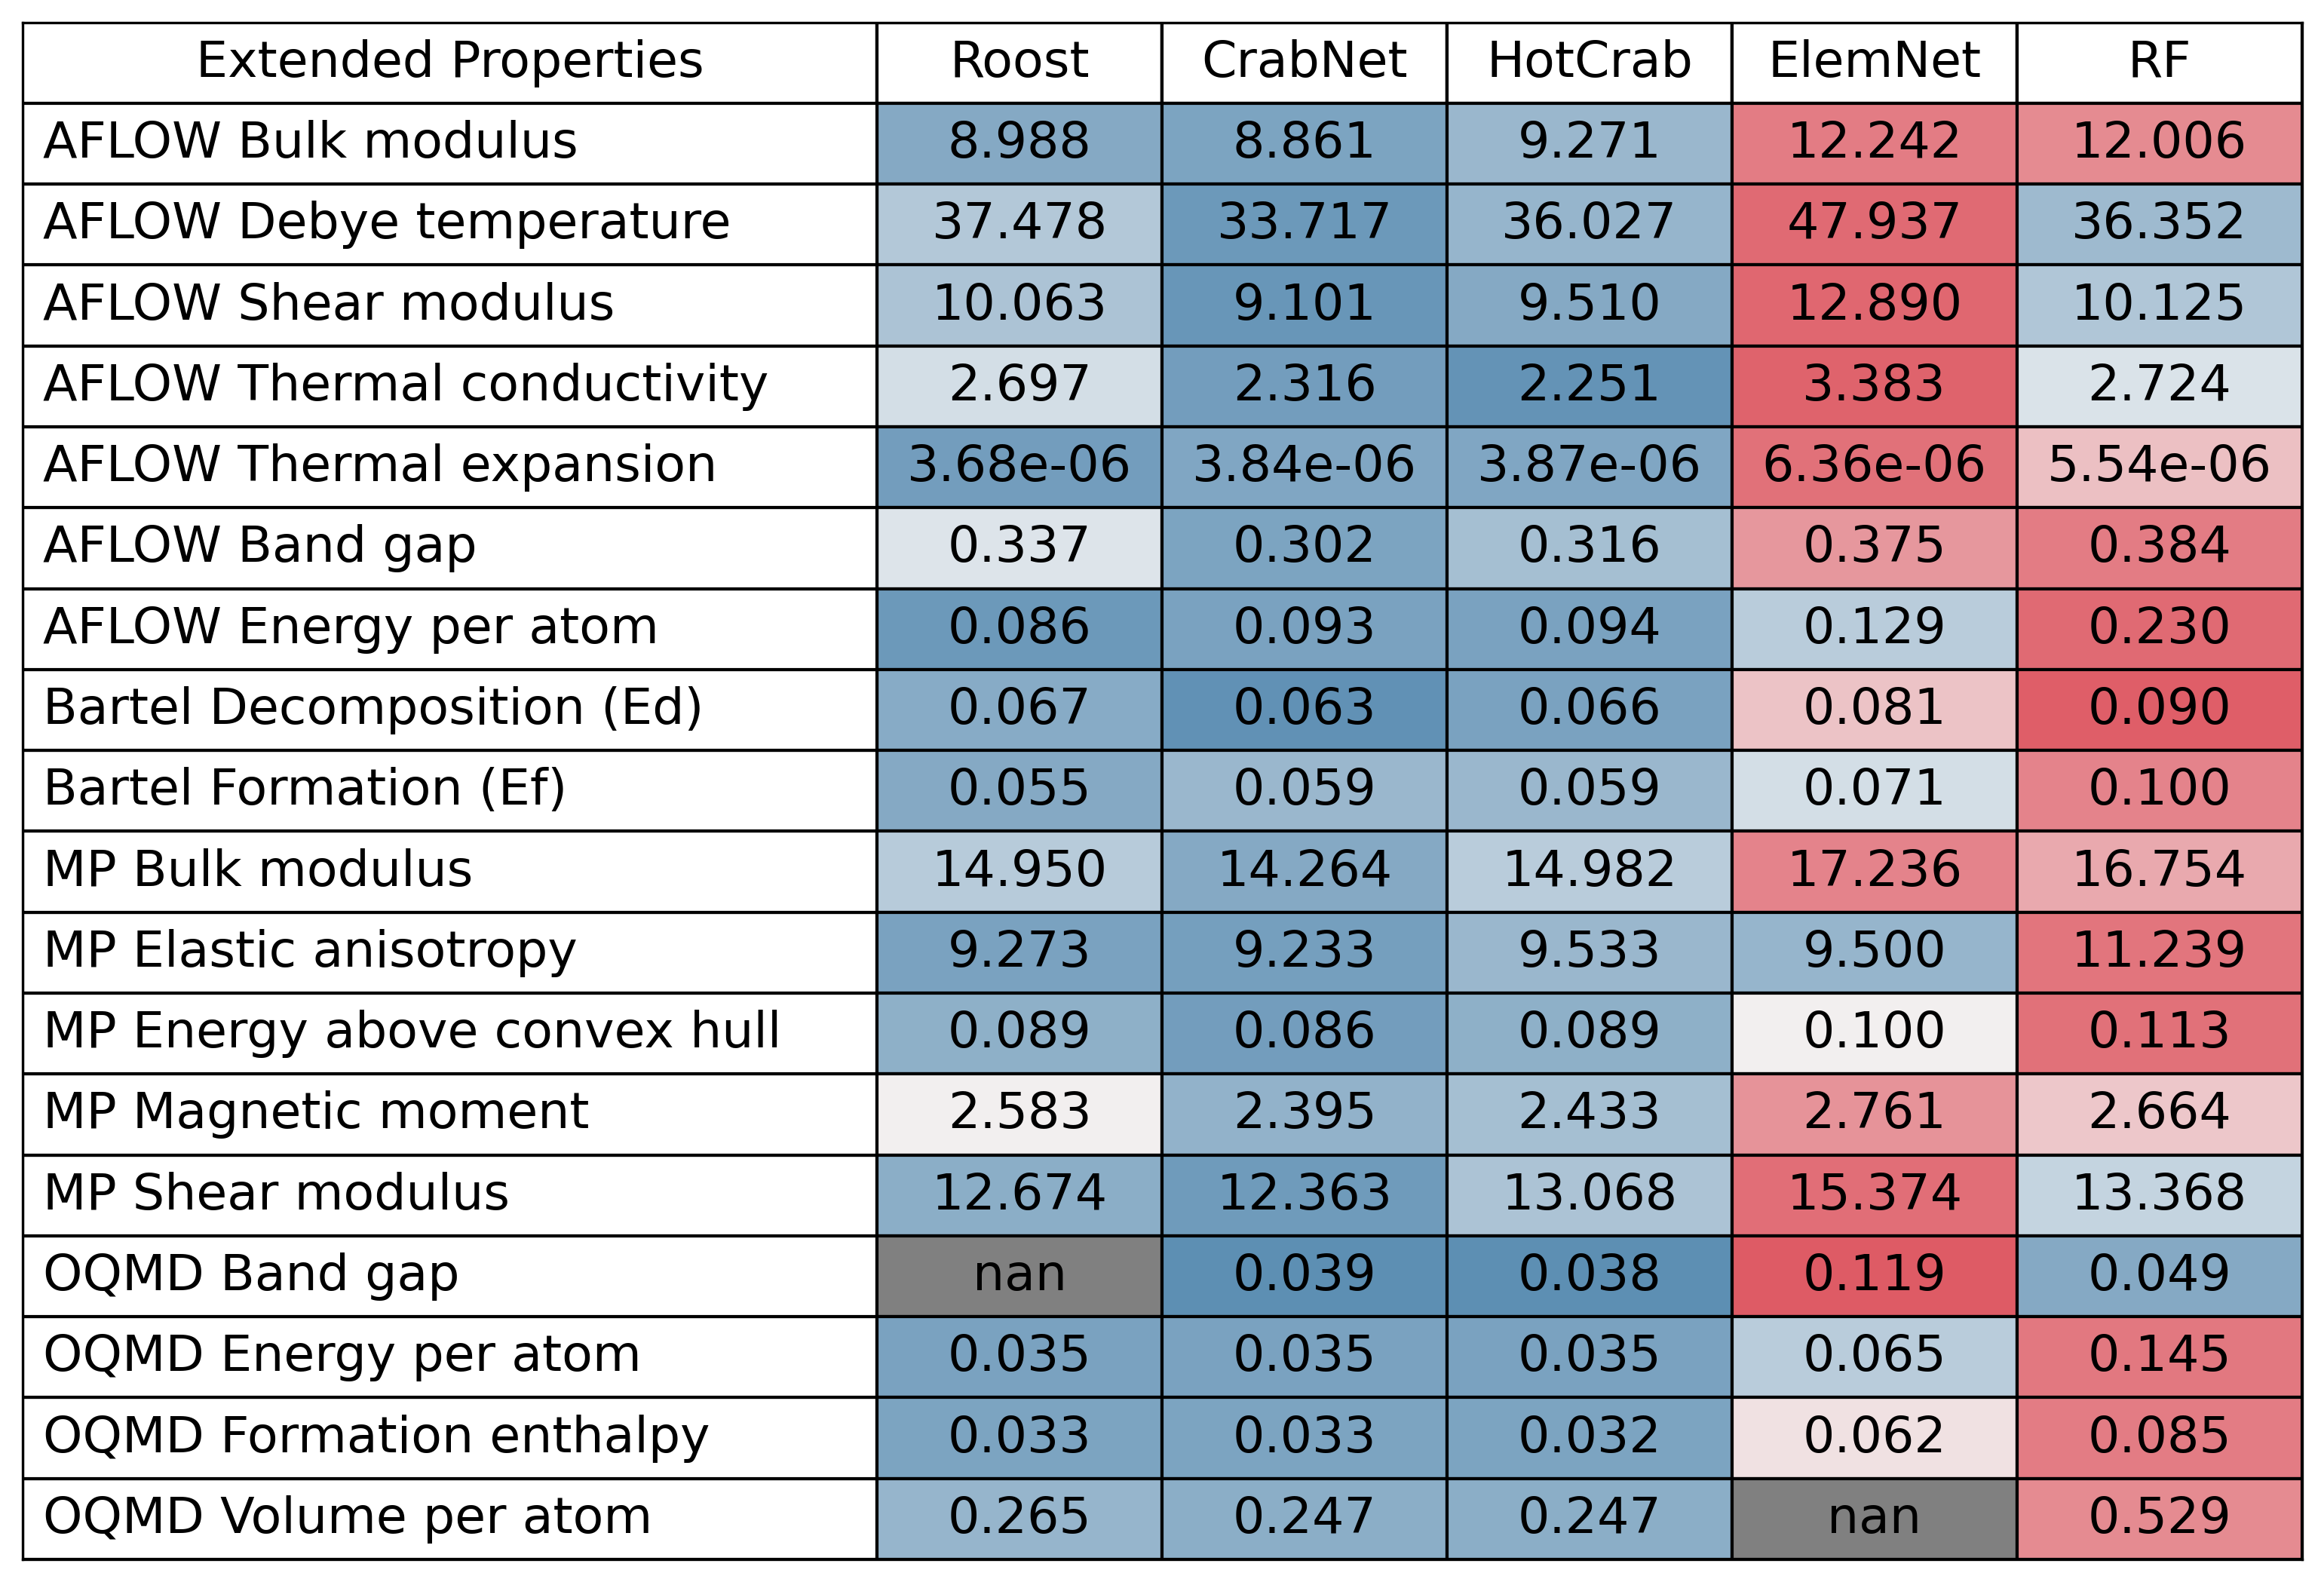 Extended Properties Roost CrabNet HotCrab ElemNet RF
AFLOW Bulk modulus 8.988 8.861 9.271 12.242 12.006
AFLOW Debye temperature 37.478 33.717 36.027 47.937 36.352
AFLOW Shear modulus 10.063 9.101 9.510 12.890 10.125
AFLOW Thermal conductivity 2.697 2.316 2.251 3.383 2.724
AFLOW Thermal expansion 3.68e-06 3.84e-06 3.87e-06 6.36e-06 5.54e-06
AFLOW Band gap 0.337 0.302 0.316 0.375 0.384
AFLOW Energy per atom 0.086 0.093 0.094 0.129 0.230
Bartel Decomposition (Ed) 0.067 0.063 0.066 0.081 0.090
Bartel Formation (Ef) 0.055 0.059 0.059 0.071 0.100
MP Bulk modulus 14.950 14.264 14.982 17.236 16.754
MP Elastic anisotropy 9.273 9.233 9.533 9.500 11.239
MP Energy above convex hull 0.089 0.086 0.089 0.100 0.113
MP Magnetic moment 2.583 2.395 2.433 2.761 2.664
MP Shear modulus 12.674 12.363 13.068 15.374 13.368
OQMD Band gap nan 0.039 0.038 0.119 0.049
OQMD Energy per atom 0.035 0.035 0.035 0.065 0.145
OQMD Formation enthalpy 0.033 0.033 0.032 0.062 0.085
OQMD Volume per atom 0.265 0.247 0.247 nan 0.529